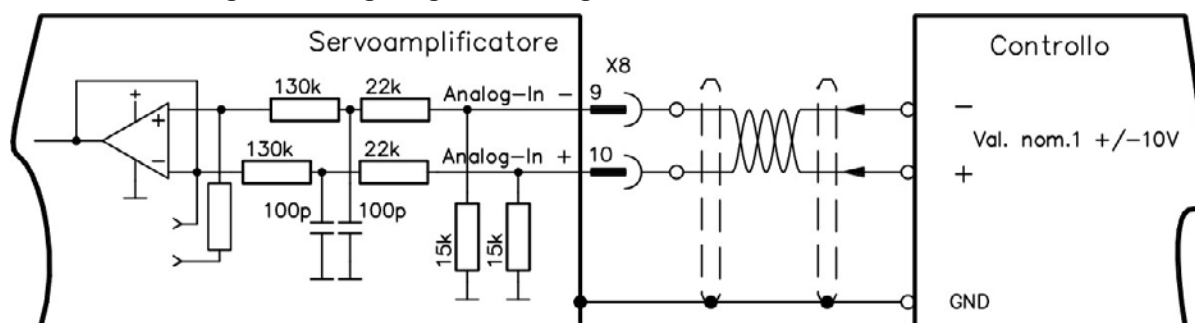 Servoamplificatore
Controllo
X8
130k 22k Analog-In - 9 -
Val. nom.1 +/-10V
130k 22k Analog-In + 10 +
100p 100p
15k 15k
GND